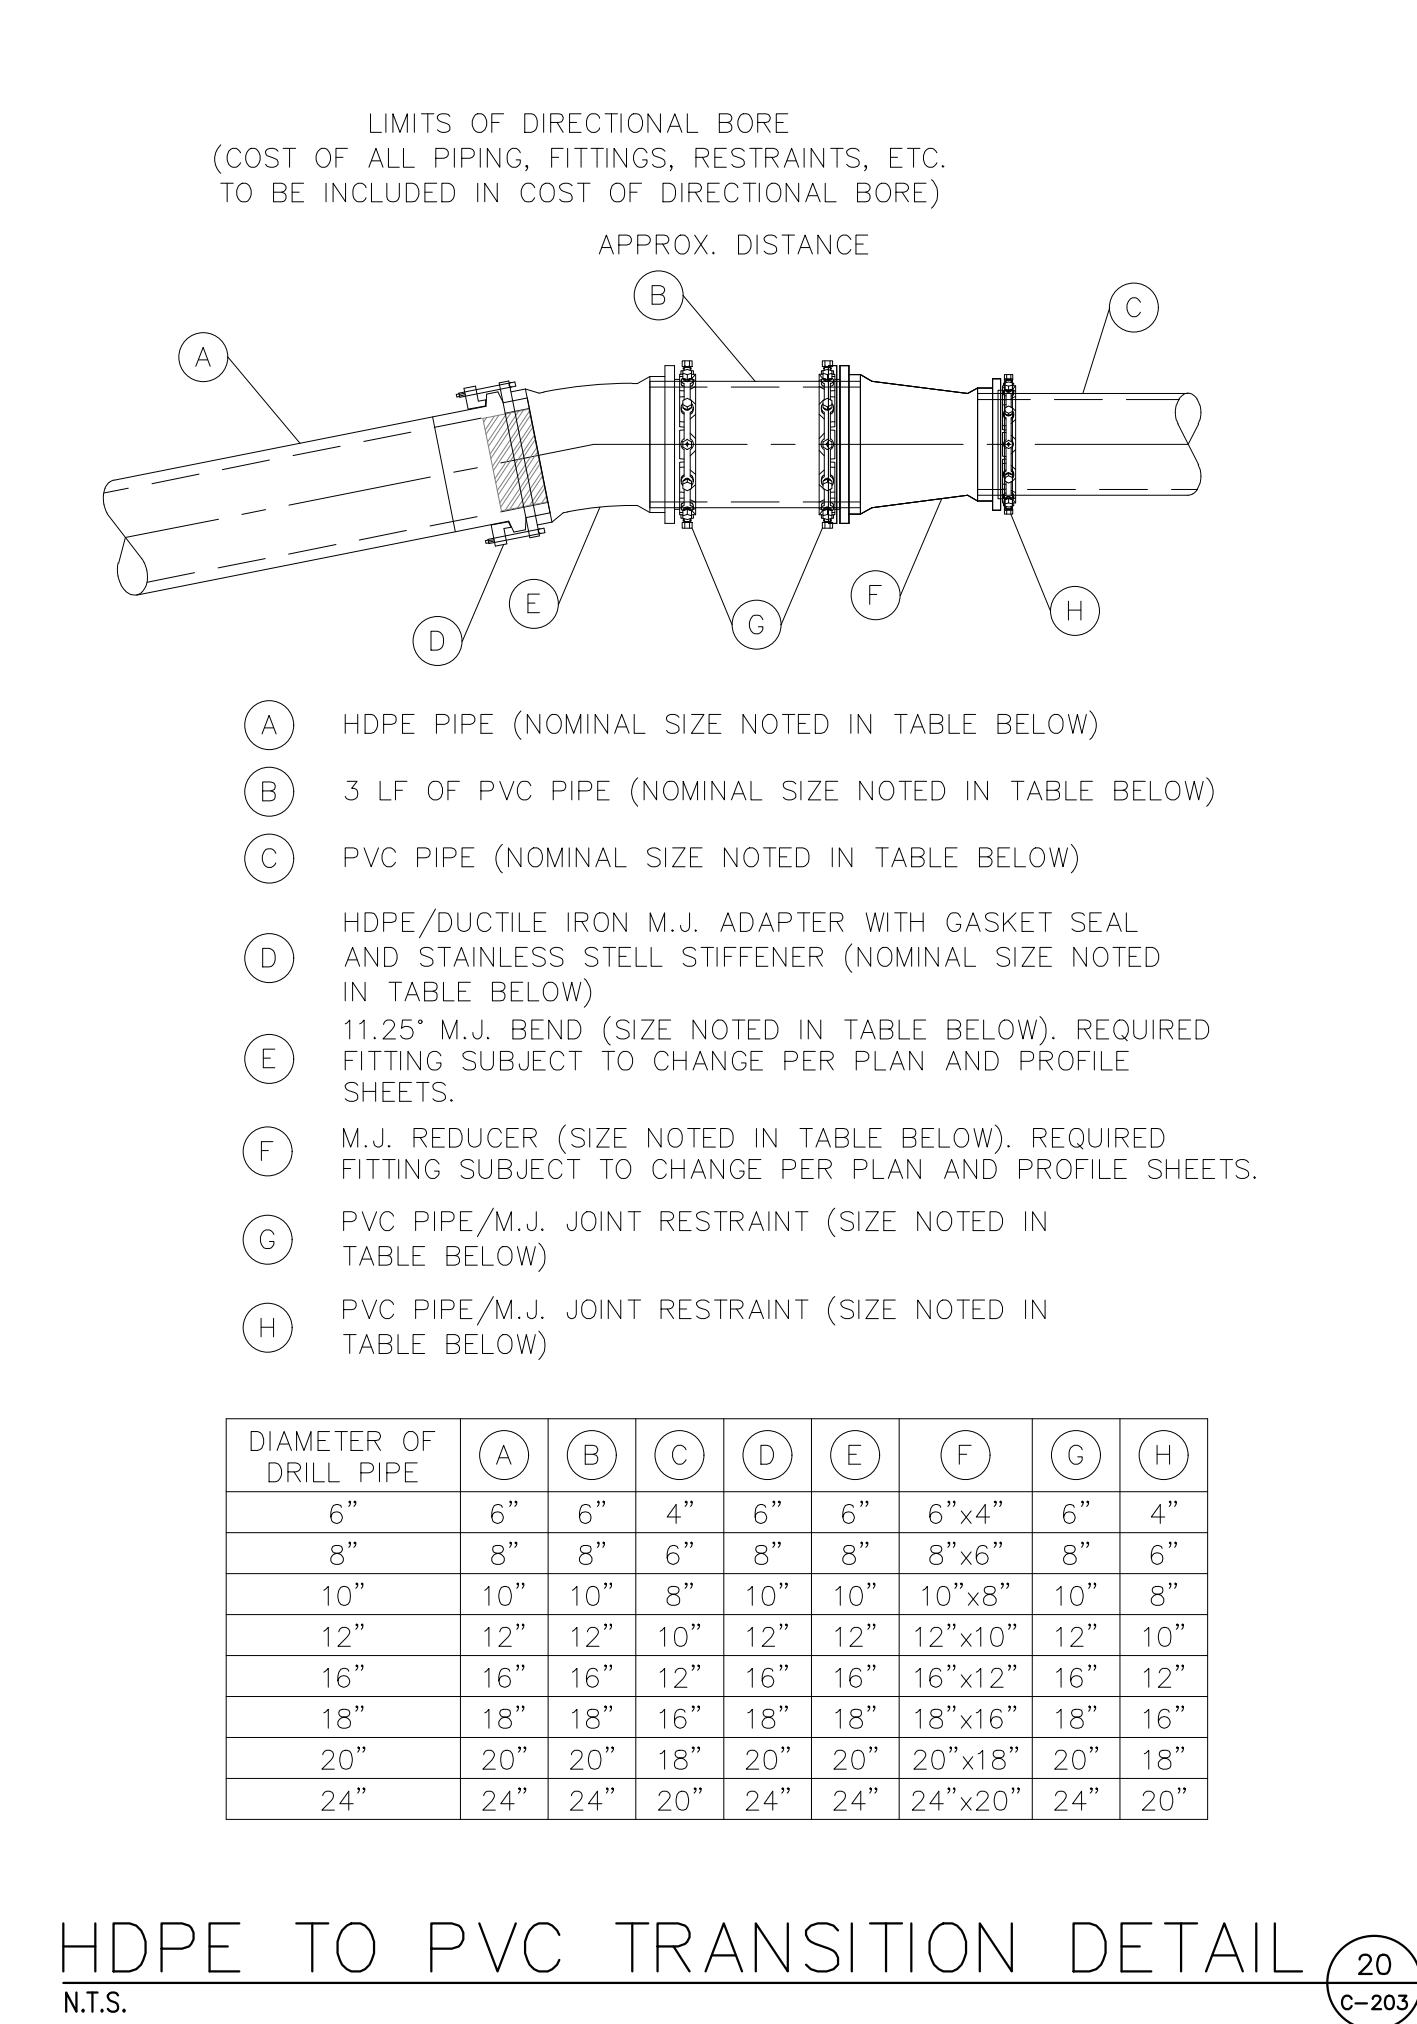 LIMITS OF DIRECTIONAL BORE
(COST OF ALL PIPING, FITTINGS, RESTRAINTS, ETC.
TO BE INCLUDED IN COST OF DIRECTIONAL BORE)
APPROX. DISTANCE
B
C
A
E
F
G
H
D
A HDPE PIPE (NOMINAL SIZE NOTED IN TABLE BELOW)
B 3 LF OF PVC PIPE (NOMINAL SIZE NOTED IN TABLE BELOW)
C PVC PIPE (NOMINAL SIZE NOTED IN TABLE BELOW)
D HDPE/DUCTILE IRON M.J. ADAPTER WITH GASKET SEAL
AND STAINLESS STELL STIFFENER (NOMINAL SIZE NOTED
IN TABLE BELOW)
E 11.25° M.J. BEND (SIZE NOTED IN TABLE BELOW). REQUIRED
FITTING SUBJECT TO CHANGE PER PLAN AND PROFILE
SHEETS.
F M.J. REDUCER (SIZE NOTED IN TABLE BELOW). REQUIRED
FITTING SUBJECT TO CHANGE PER PLAN AND PROFILE SHEETS.
G PVC PIPE/M.J. JOINT RESTRAINT (SIZE NOTED IN
TABLE BELOW)
H PVC PIPE/M.J. JOINT RESTRAINT (SIZE NOTED IN
TABLE BELOW)
DIAMETER OF
DRILL PIPE A B C D E F G H
6” 6” 6” 4” 6” 6” 6”x4” 6” 4”
8” 8” 8” 6” 8” 8” 8”x6” 8” 6”
10” 10” 10” 8” 10” 10” 10”x8” 10” 8”
12” 12” 12” 10” 12” 12” 12”x10” 12” 10”
16” 16” 16” 12” 16” 16” 16”x12” 16” 12”
18” 18” 18” 16” 18” 18” 18”x16” 18” 16”
20” 20” 20” 18” 20” 20” 20”x18” 20” 18”
24” 24” 24” 20” 24” 24” 24”x20” 24” 20”
HDPE TO PVC TRANSITION DETAIL
20
N.T.S.
C-203